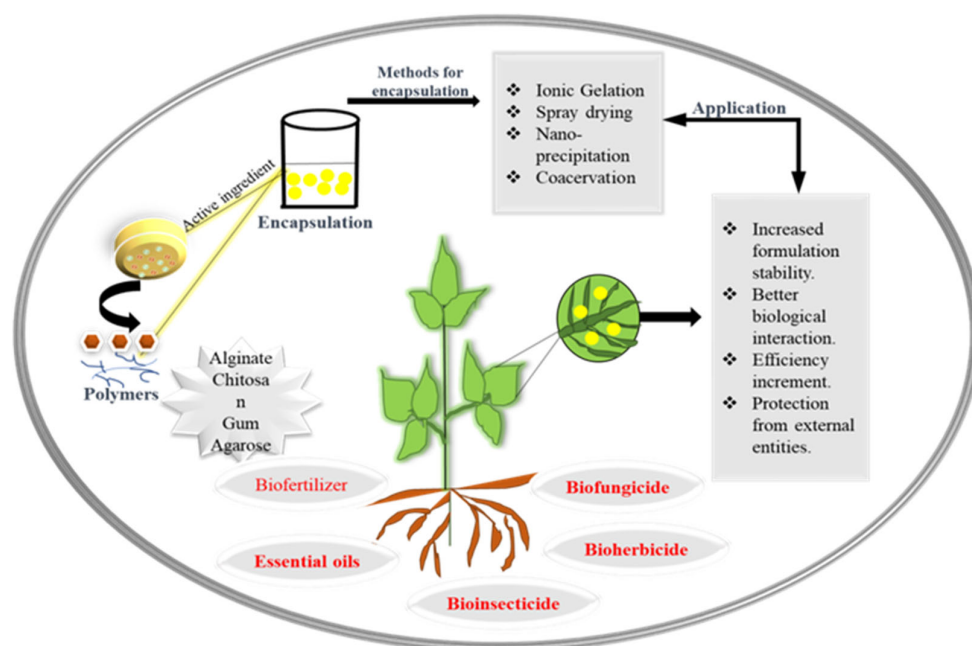 Methods for
encapsulation
❖ Ionic Gelation
❖ Spray drying
❖ Nano-
precipitation
❖ Coacervation
Application
Active ingredient
Encapsulation
Polymers
Alginate
Chitosa
n
Gum
Agarose
❖ Increased
formulation
stability.
❖ Better
biological
interaction.
❖ Efficiency
increment.
❖ Protection
from external
entities.
Biofertilizer
Biofungicide
Essential oils
Bioherbicide
Bioinsecticide